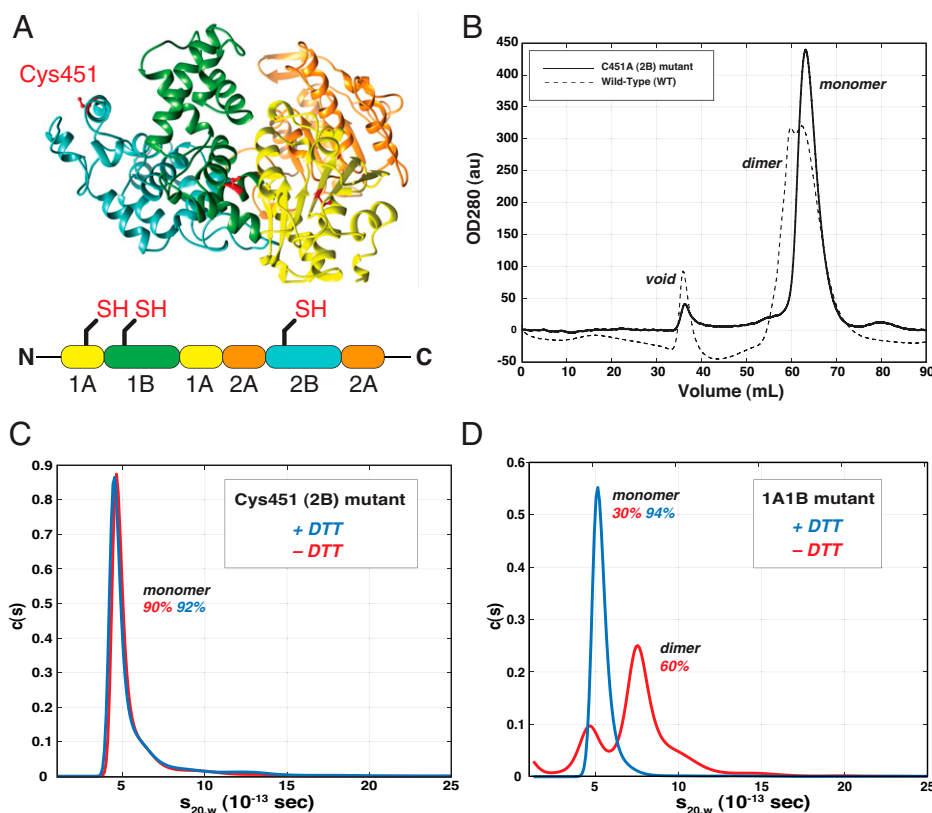 A
Cys451
SH SH SH
N C
1A 1B 1A 2A 2B 2A
B
450
400
350
300
250
200
150
100
50
0
-50
OD280 (au)
C451A (2B) mutant
Wild-Type (WT)
monomer
dimer
void
0 10 20 30 40 50 60 70 80 90
Volume (mL)
C
0.9
0.8
0.7
0.6
0.5
0.4
0.3
0.2
0.1
0
c(s)
Cys451 (2B) mutant
+ DTT
– DTT
monomer
90% 92%
5 10 15 20 25
s20,w (10-13 sec)
D
0.6
0.5
0.4
0.3
0.2
0.1
0
c(s)
monomer
30% 94%
1A1B mutant
+ DTT
– DTT
dimer
60%
5 10 15 20 25
s20,w (10-13 sec)